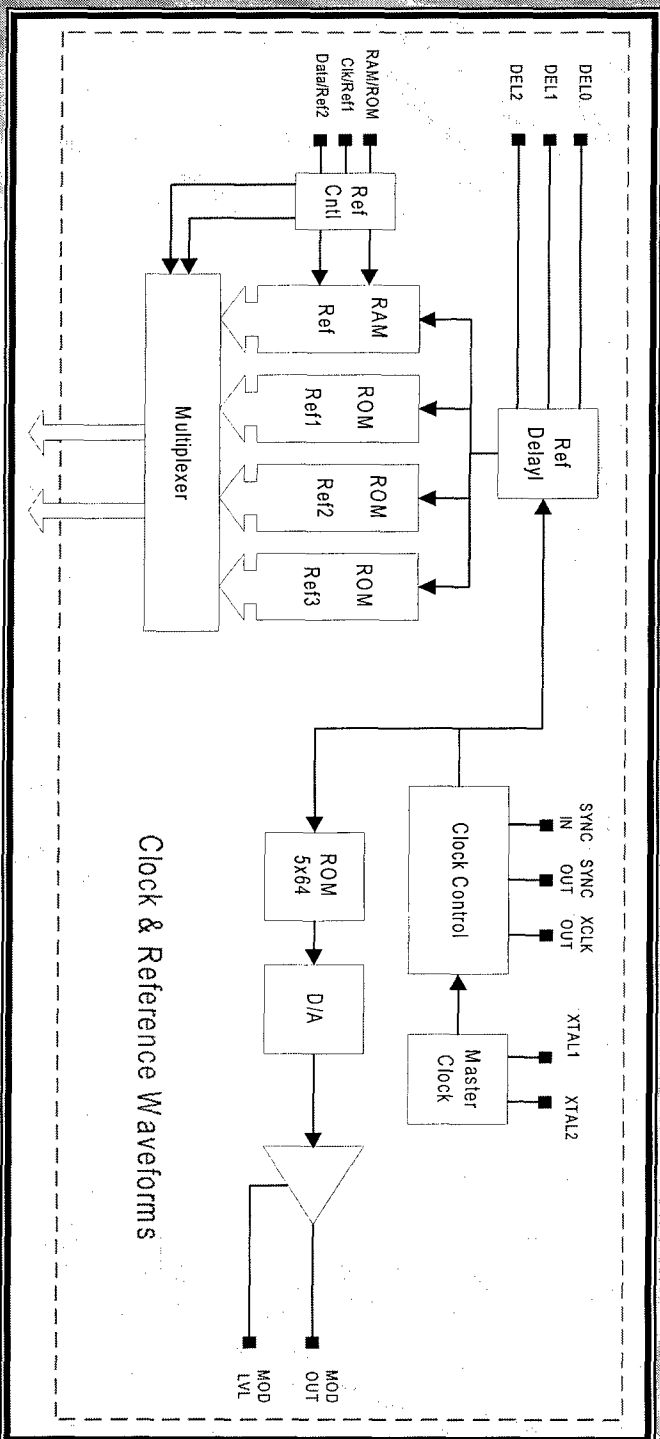 DEL0
DEL1
DEL2
RAM/ROM
Clk/Ref1
Data/Ref2
Ref
Delayl
Ref
Cntl
RAM
Ref
ROM
Ref1
ROM
Ref2
ROM
Ref3
Multiplexer
SYNC
IN
SYNC
OUT
XCLK
OUT
XTAL1
XTAL2
Clock Control
Master
Clock
ROM
5x64
D/A
MOD
OUT
MOD
LVL
Clock & Reference Waveforms